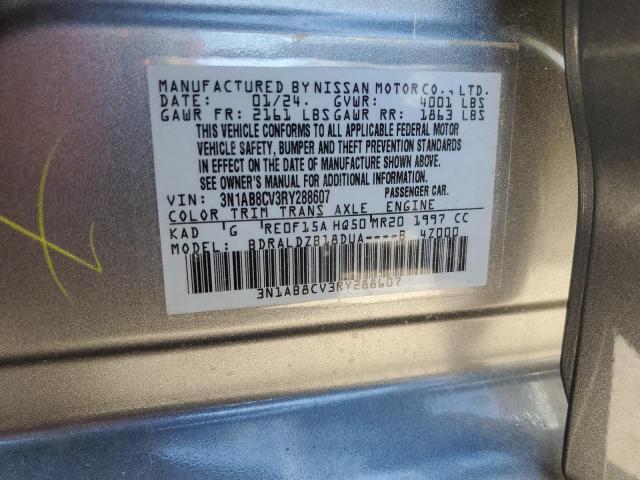 MANUFACTURED BY NISSAN MOTOR CO., LTD.
DATE: 01/24. GVWR: 4001 LBS
GAWR FR: 2161 LBS GAWR RR: 1863 LBS
THIS VEHICLE CONFORMS TO ALL APPLICABLE FEDERAL MOTOR
VEHICLE SAFETY, BUMPER AND THEFT PREVENTION STANDARDS
IN EFFECT ON THE DATE OF MANUFACTURE SHOWN ABOVE.
SEE OWNER'S MANUAL FOR ADDITIONAL INFORMATION.
VIN: 3N1AB8CV3RY288607 PASSENGER CAR.
COLOR TRIM TRANS AXLE ENGINE
KAD G RE0F15A HQ50 MR20 1997 CC
MODEL: BDRALDZB18DUA----B 4Z000
3N1AB8CV3RY288607